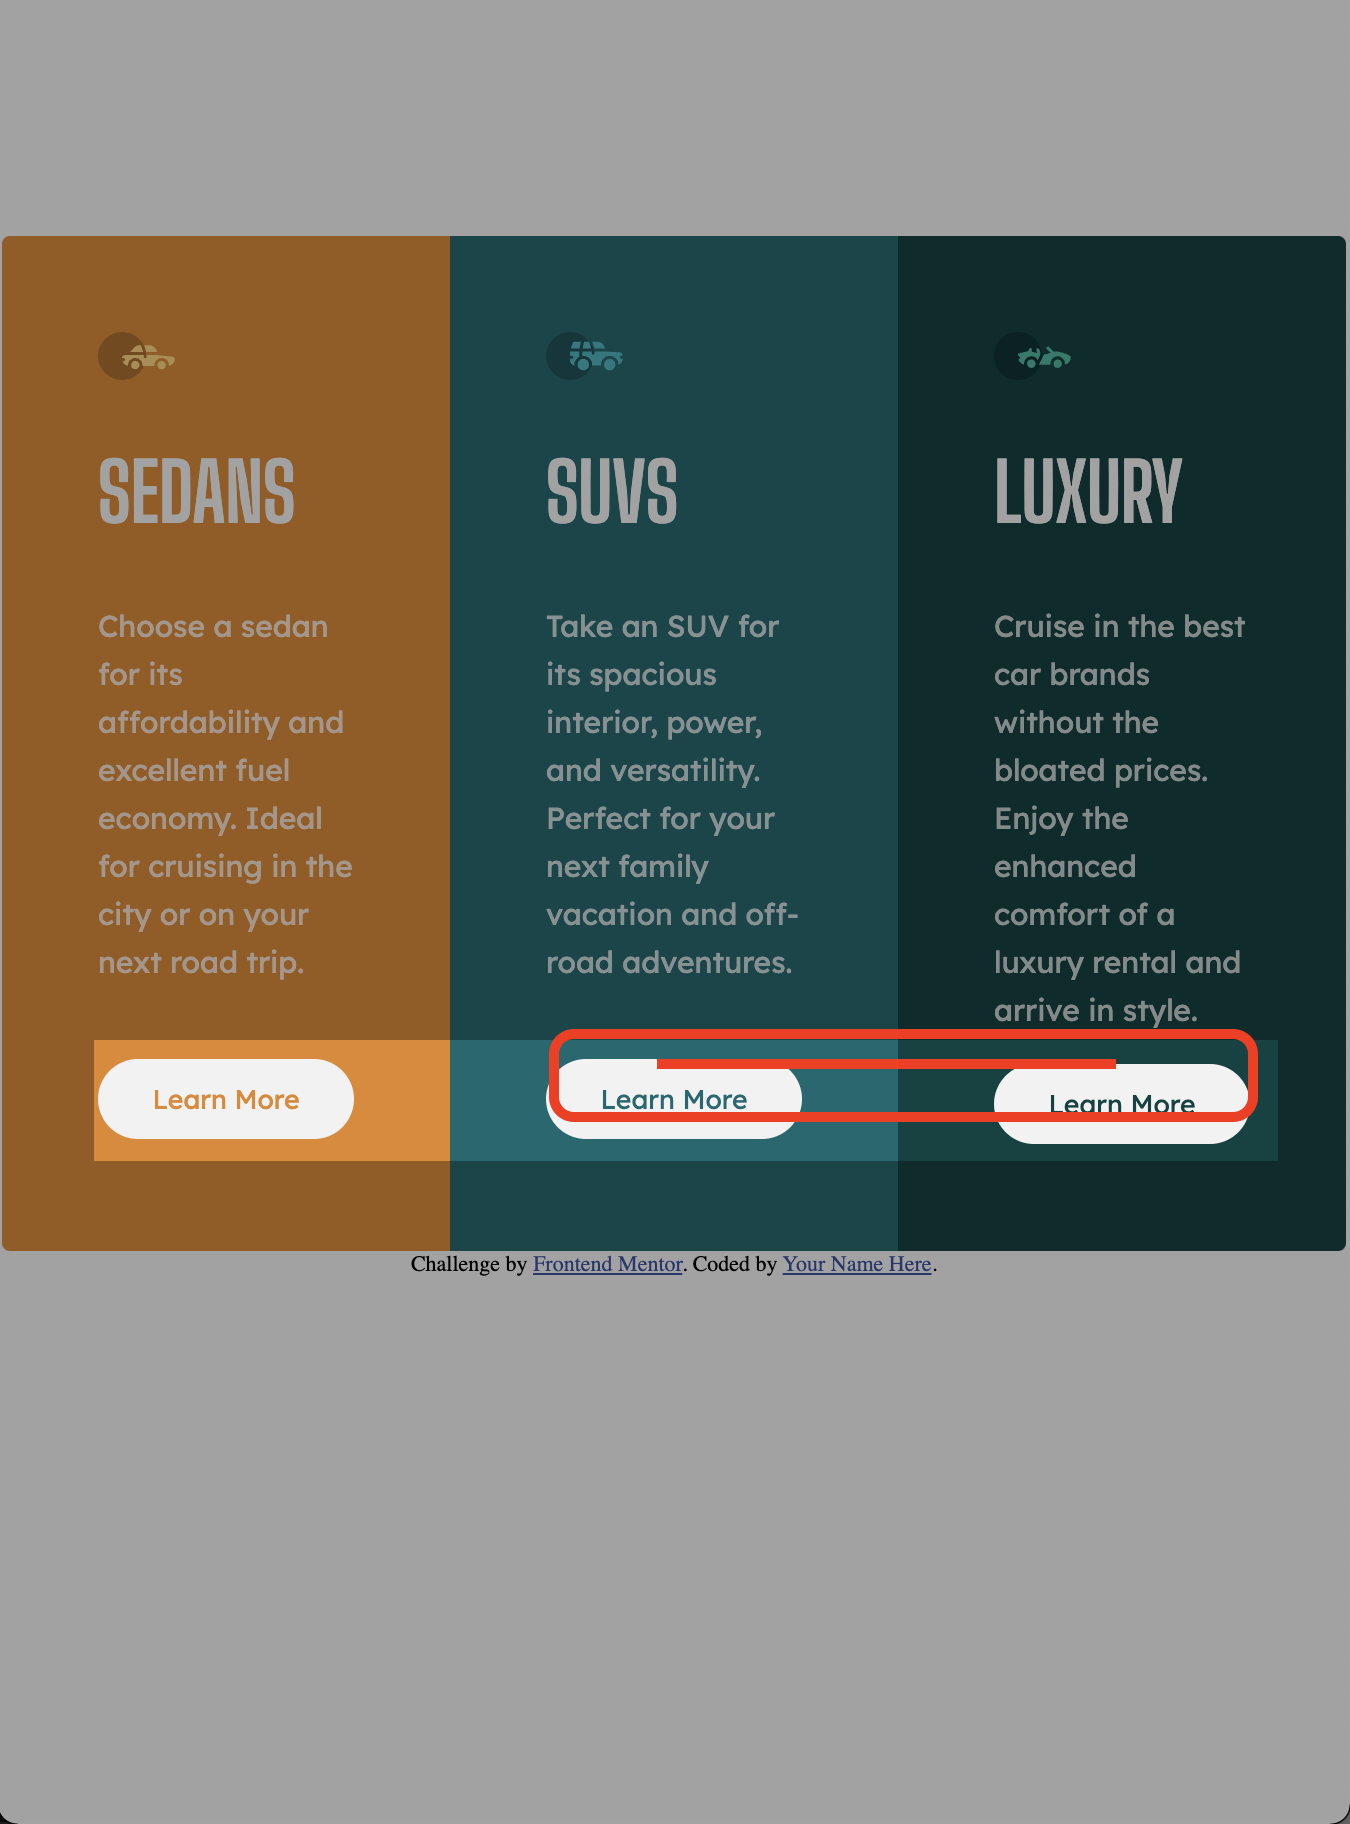 SEDANS
Choose a sedan
for its
affordability and
excellent fuel
economy. Ideal
for cruising in the
city or on your
next road trip.
Learn More
SUVS
Take an SUV for
its spacious
interior, power,
and versatility.
Perfect for your
next family
vacation and off-
road adventures.
Learn More
LUXURY
Cruise in the best
car brands
without the
bloated prices.
Enjoy the
enhanced
comfort of a
luxury rental and
arrive in style.
Learn More
Challenge by Frontend Mentor. Coded by Your Name Here.